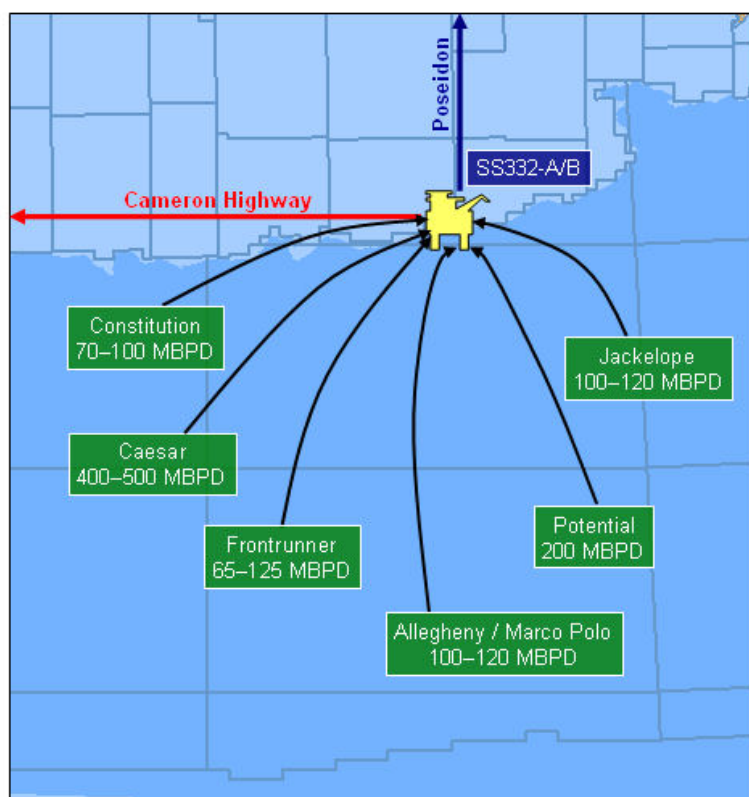 Poseidon
SS332-A/B
Cameron Highway
Constitution
70–100 MBPD
Jackelope
100–120 MBPD
Caesar
400–500 MBPD
Potential
200 MBPD
Frontrunner
65–125 MBPD
Allegheny / Marco Polo
100–120 MBPD